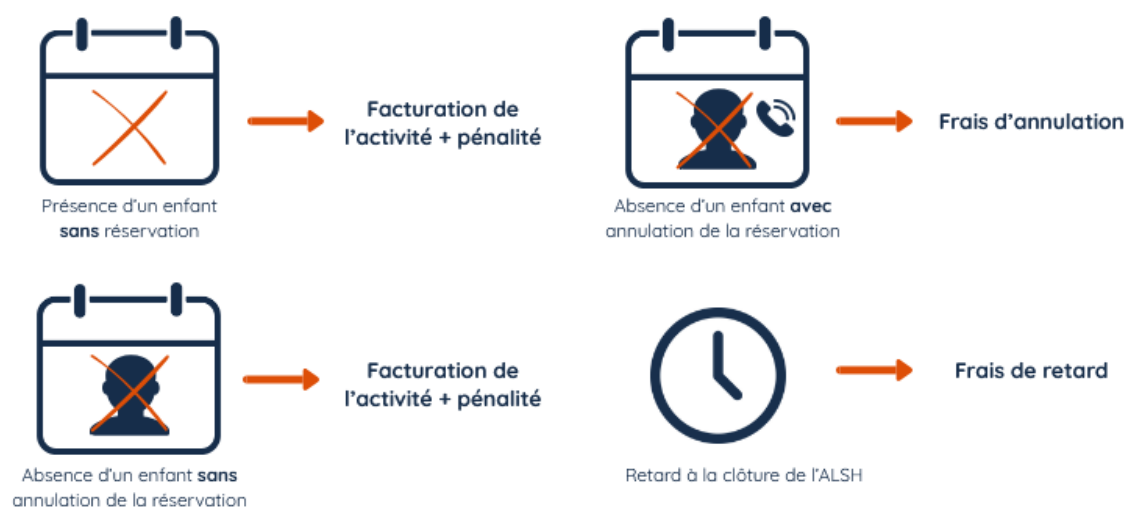 Facturation de
l'activité + pénalité
Présence d'un enfant
sans réservation
Frais d'annulation
Absence d'un enfant avec
annulation de la réservation
Facturation de
l'activité + pénalité
Absence d'un enfant sans
annulation de la réservation
Frais de retard
Retard à la clôture de l'ALSH